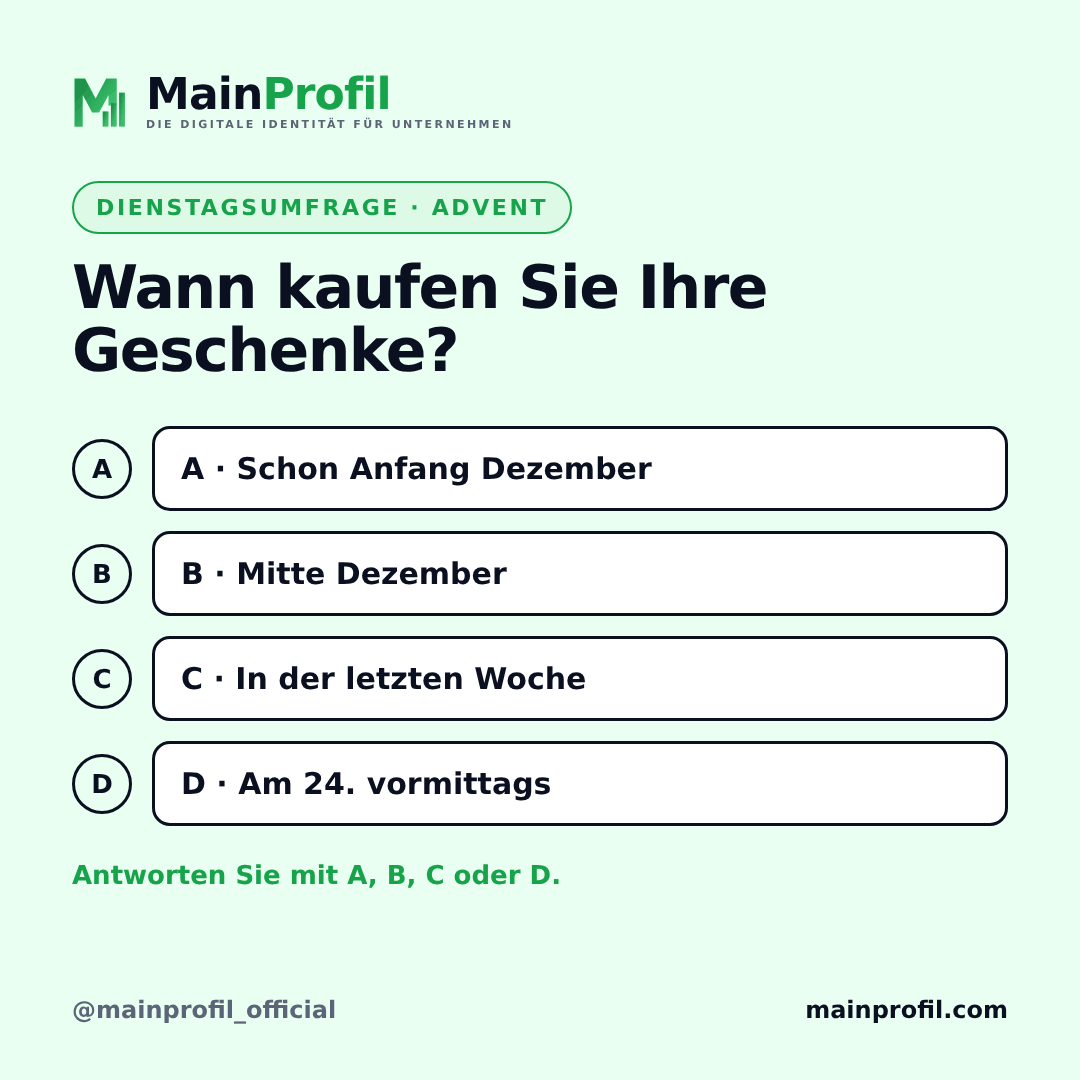 MainProfil
DIE DIGITALE IDENTITÄT FÜR UNTERNEHMEN
DIENSTAGSUMFRAGE · ADVENT
Wann kaufen Sie Ihre
Geschenke?
A
A · Schon Anfang Dezember
B
B · Mitte Dezember
C
C · In der letzten Woche
D
D · Am 24. vormittags
Antworten Sie mit A, B, C oder D.
@mainprofil_official
mainprofil.com